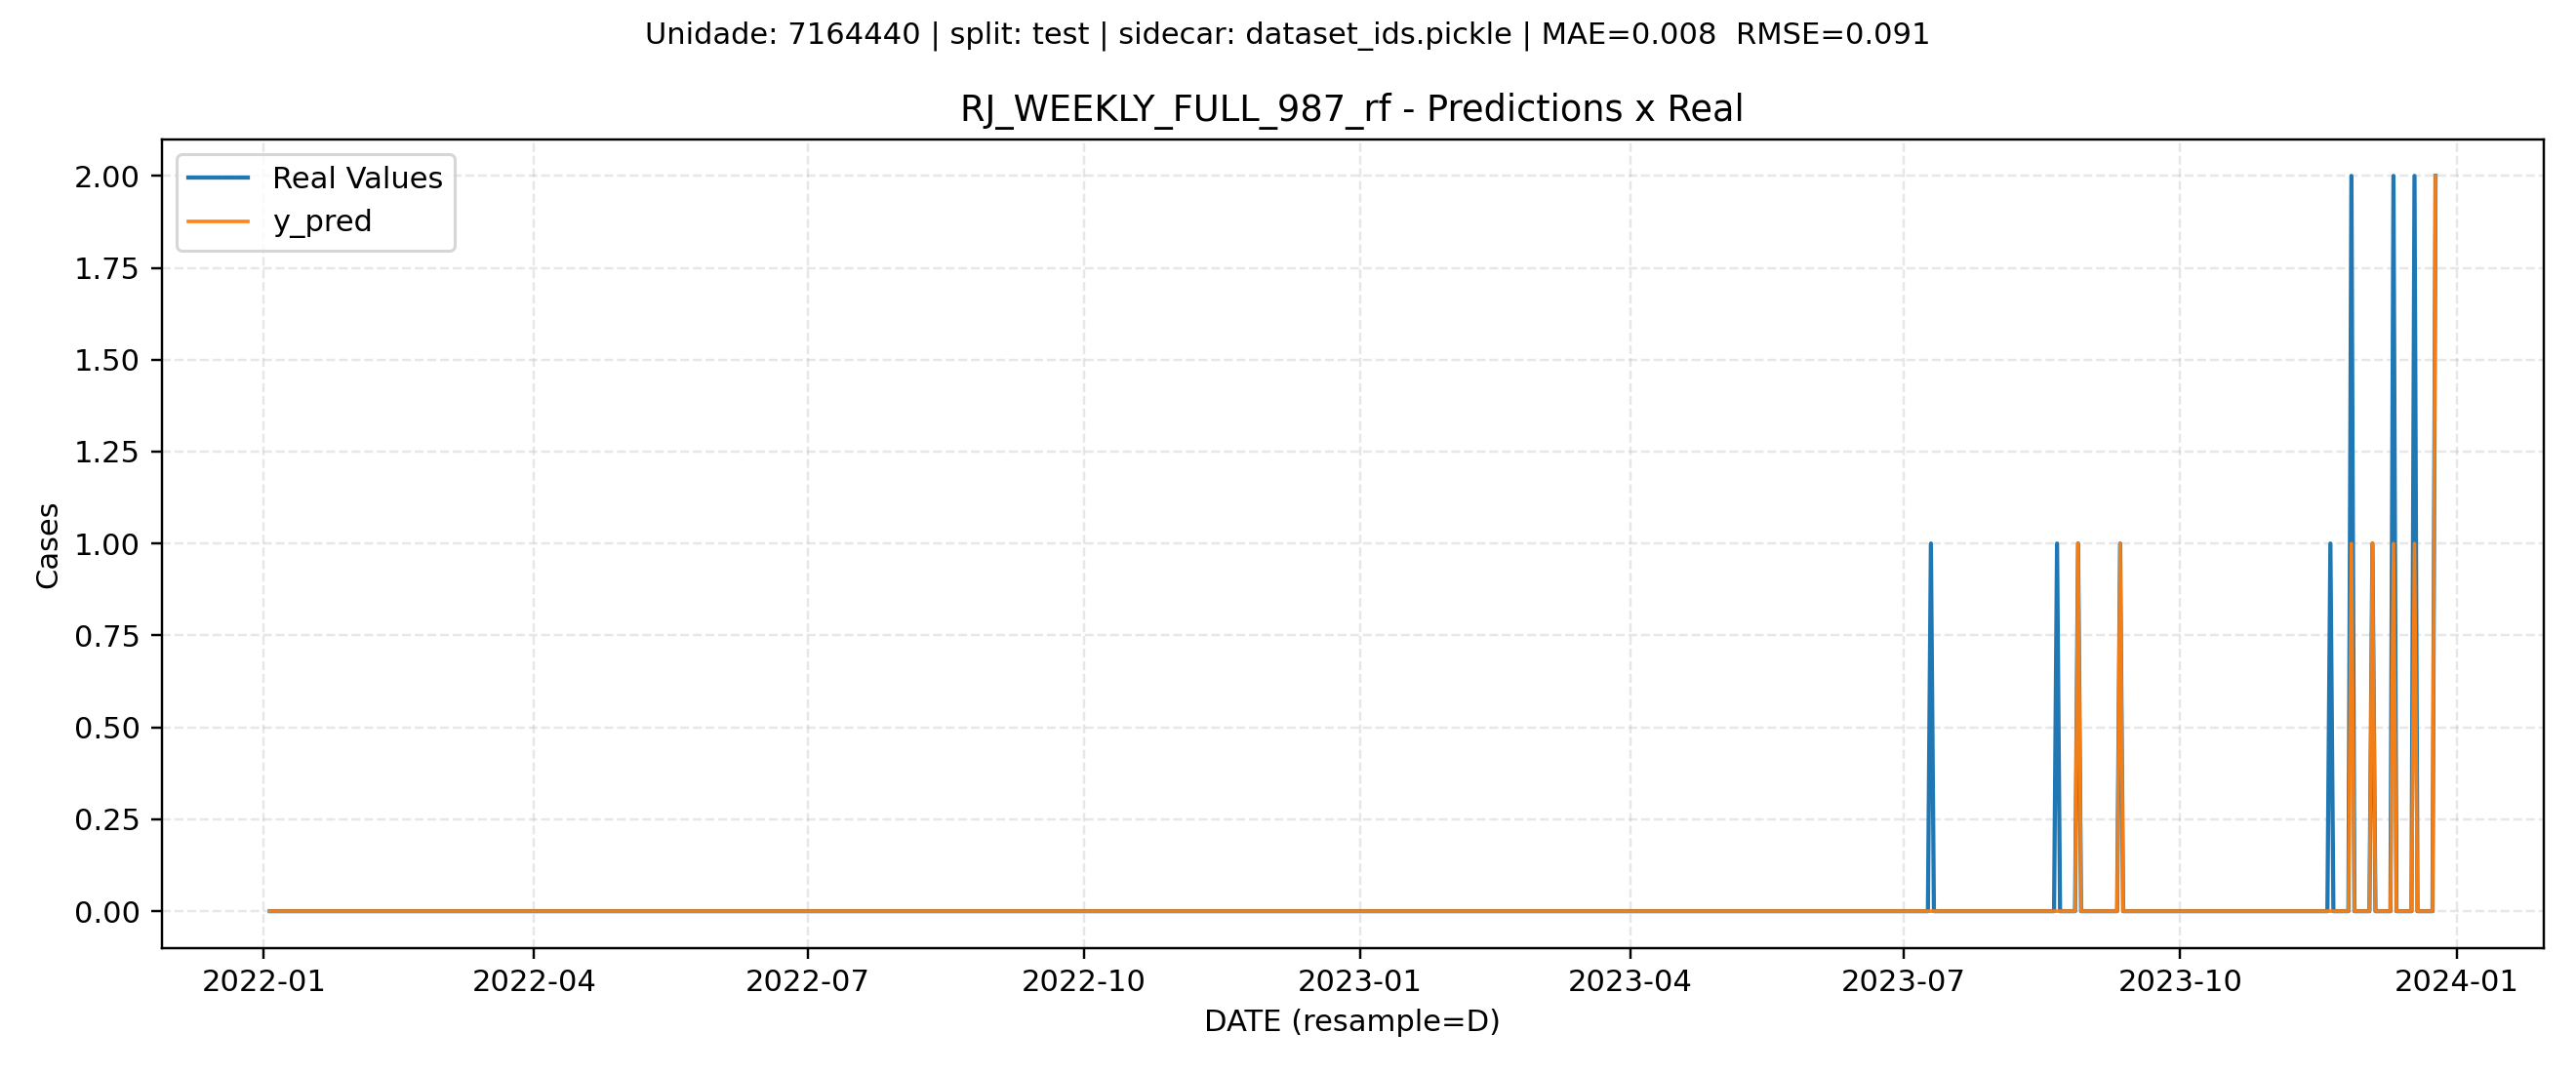 Unidade: 7164440 | split: test | sidecar: dataset_ids.pickle | MAE=0.008  RMSE=0.091
RJ_WEEKLY_FULL_987_rf - Predictions x Real
Real Values
y_pred
2.00
1.75
1.50
1.25
1.00
0.75
0.50
0.25
0.00
Cases
2022-01 2022-04 2022-07 2022-10 2023-01 2023-04 2023-07 2023-10 2024-01
DATE (resample=D)